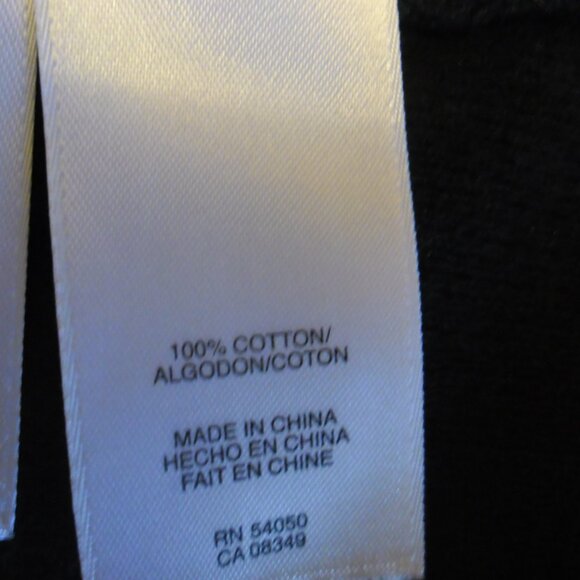 100% COTTON/
ALGODON/COTON
MADE IN CHINA
HECHO EN CHINA
FAIT EN CHINE
RN 54050
CA 08349